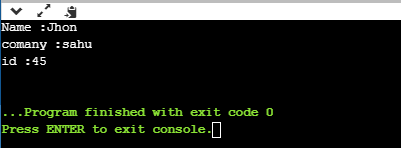 Name :Jhon
comany :sahu
id :45
...Program finished with exit code 0
Press ENTER to exit console.